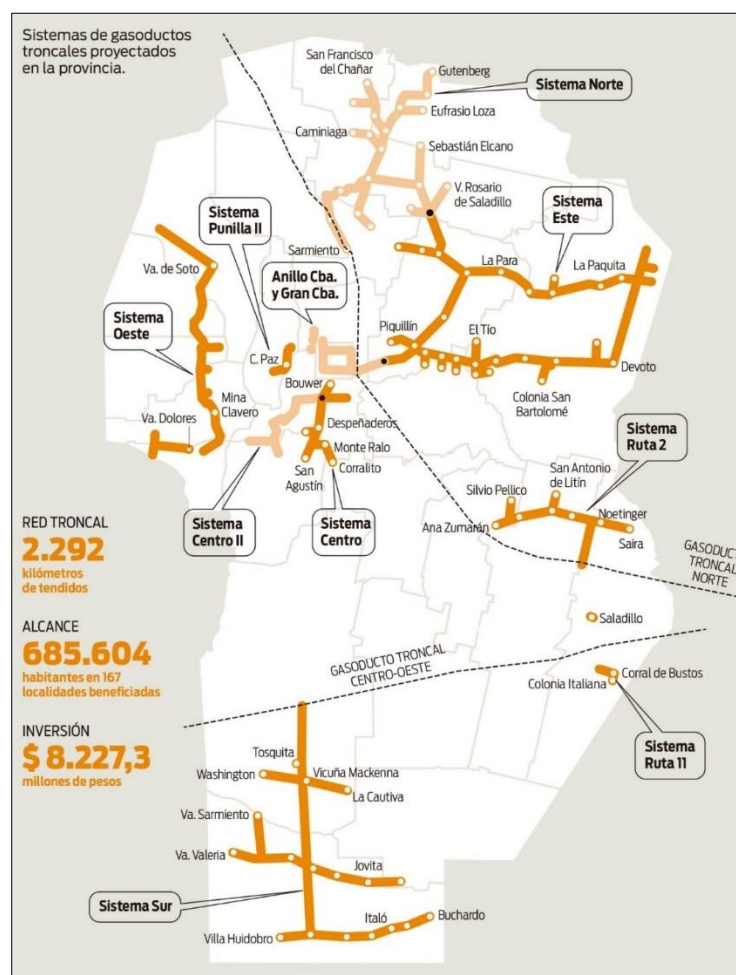 Sistemas de gasoductos
troncales proyectados
en la provincia.
San Francisco
del Chañar
Gutenberg
Sistema Norte
Eufrasio Loza
Caminiaga
Sebastián Elcano
V. Rosario
de Saladillo
Sistema
Este
Sistema
Punilla II
Sarmiento
La Para
La Paquita
Va. de Soto
Anillo Cba.
y Gran Cba.
Sistema
Oeste
Piquillín
El Tío
C. Paz
Devoto
Bouwer
Colonia San
Bartolomé
Mina
Clavero
Va. Dolores
Despeñaderos
Monte Ralo
San
Agustín
Corralito
Sistema
Ruta 2
San Antonio
de Litín
Silvio Pellico
Noetinger
Ana Zumarán
Saira
Sistema
Centro II
Sistema
Centro
RED TRONCAL
2.292
kilómetros
de tendidos
GASODUCTO
TRONCAL
NORTE
Saladillo
ALCANCE
685.604
habitantes en 167
localidades beneficiadas
GASODUCTO TRONCAL
CENTRO-OESTE
Corral de Bustos
Colonia Italiana
Sistema
Ruta 11
INVERSIÓN
$ 8.227,3
millones de pesos
Tosquita
Washington
Vicuña Mackenna
La Cautiva
Va. Sarmiento
Va. Valeria
Jovita
Sistema Sur
Italó
Buchardo
Villa Huidobro